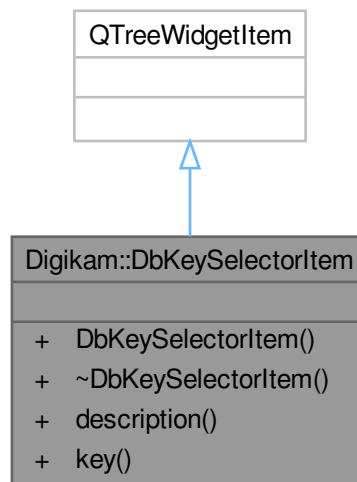 QTreeWidgetItem
Digikam::DbKeySelectorItem
+ DbKeySelectorItem()
+ ~DbKeySelectorItem()
+ description()
+ key()